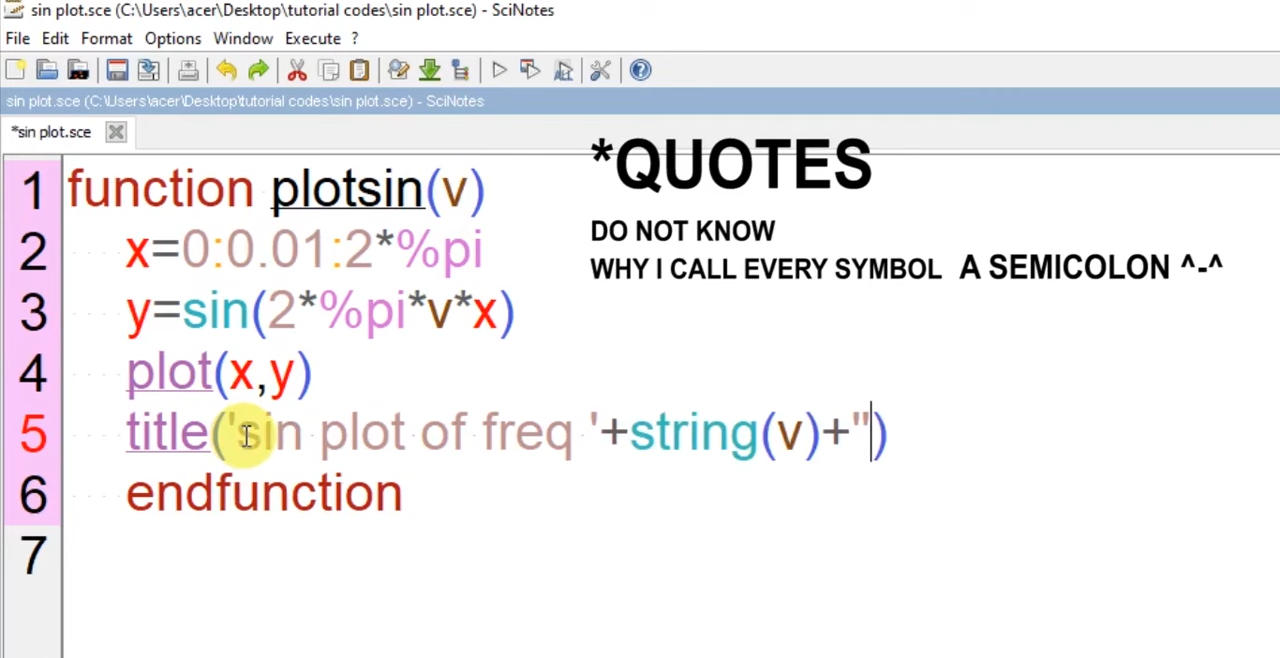 sin plot.sce (C:\Users\acer\Desktop\tutorial codes\sin plot.sce) - SciNotes
File Edit Format Options Window Execute ?
sin plot.sce (C:\Users\acer\Desktop\tutorial codes\sin plot.sce) - SciNotes
*sin plot.sce
*QUOTES
DO NOT KNOW
WHY I CALL EVERY SYMBOL A SEMICOLON ^-^
1 function plotsin(v)
2 x=0:0.01:2*%pi
3 y=sin(2*%pi*v*x)
4 plot(x,y)
5 title('sin plot of freq '+string(v)+'')
6 endfunction
7